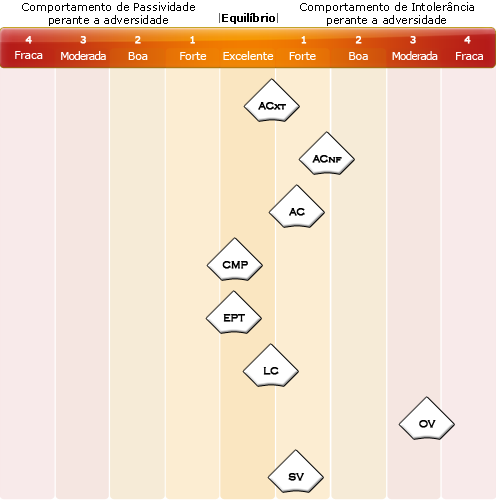 Comportamento de Passividade
perante a adversidade
|Equilíbrio|
Comportamento de Intolerância
perante a adversidade
4 3 2 1 1 2 3 4
Fraca Moderada Boa Forte Excelente Forte Boa Moderada Fraca
ACXT
ACNF
AC
CMP
EPT
LC
OV
SV